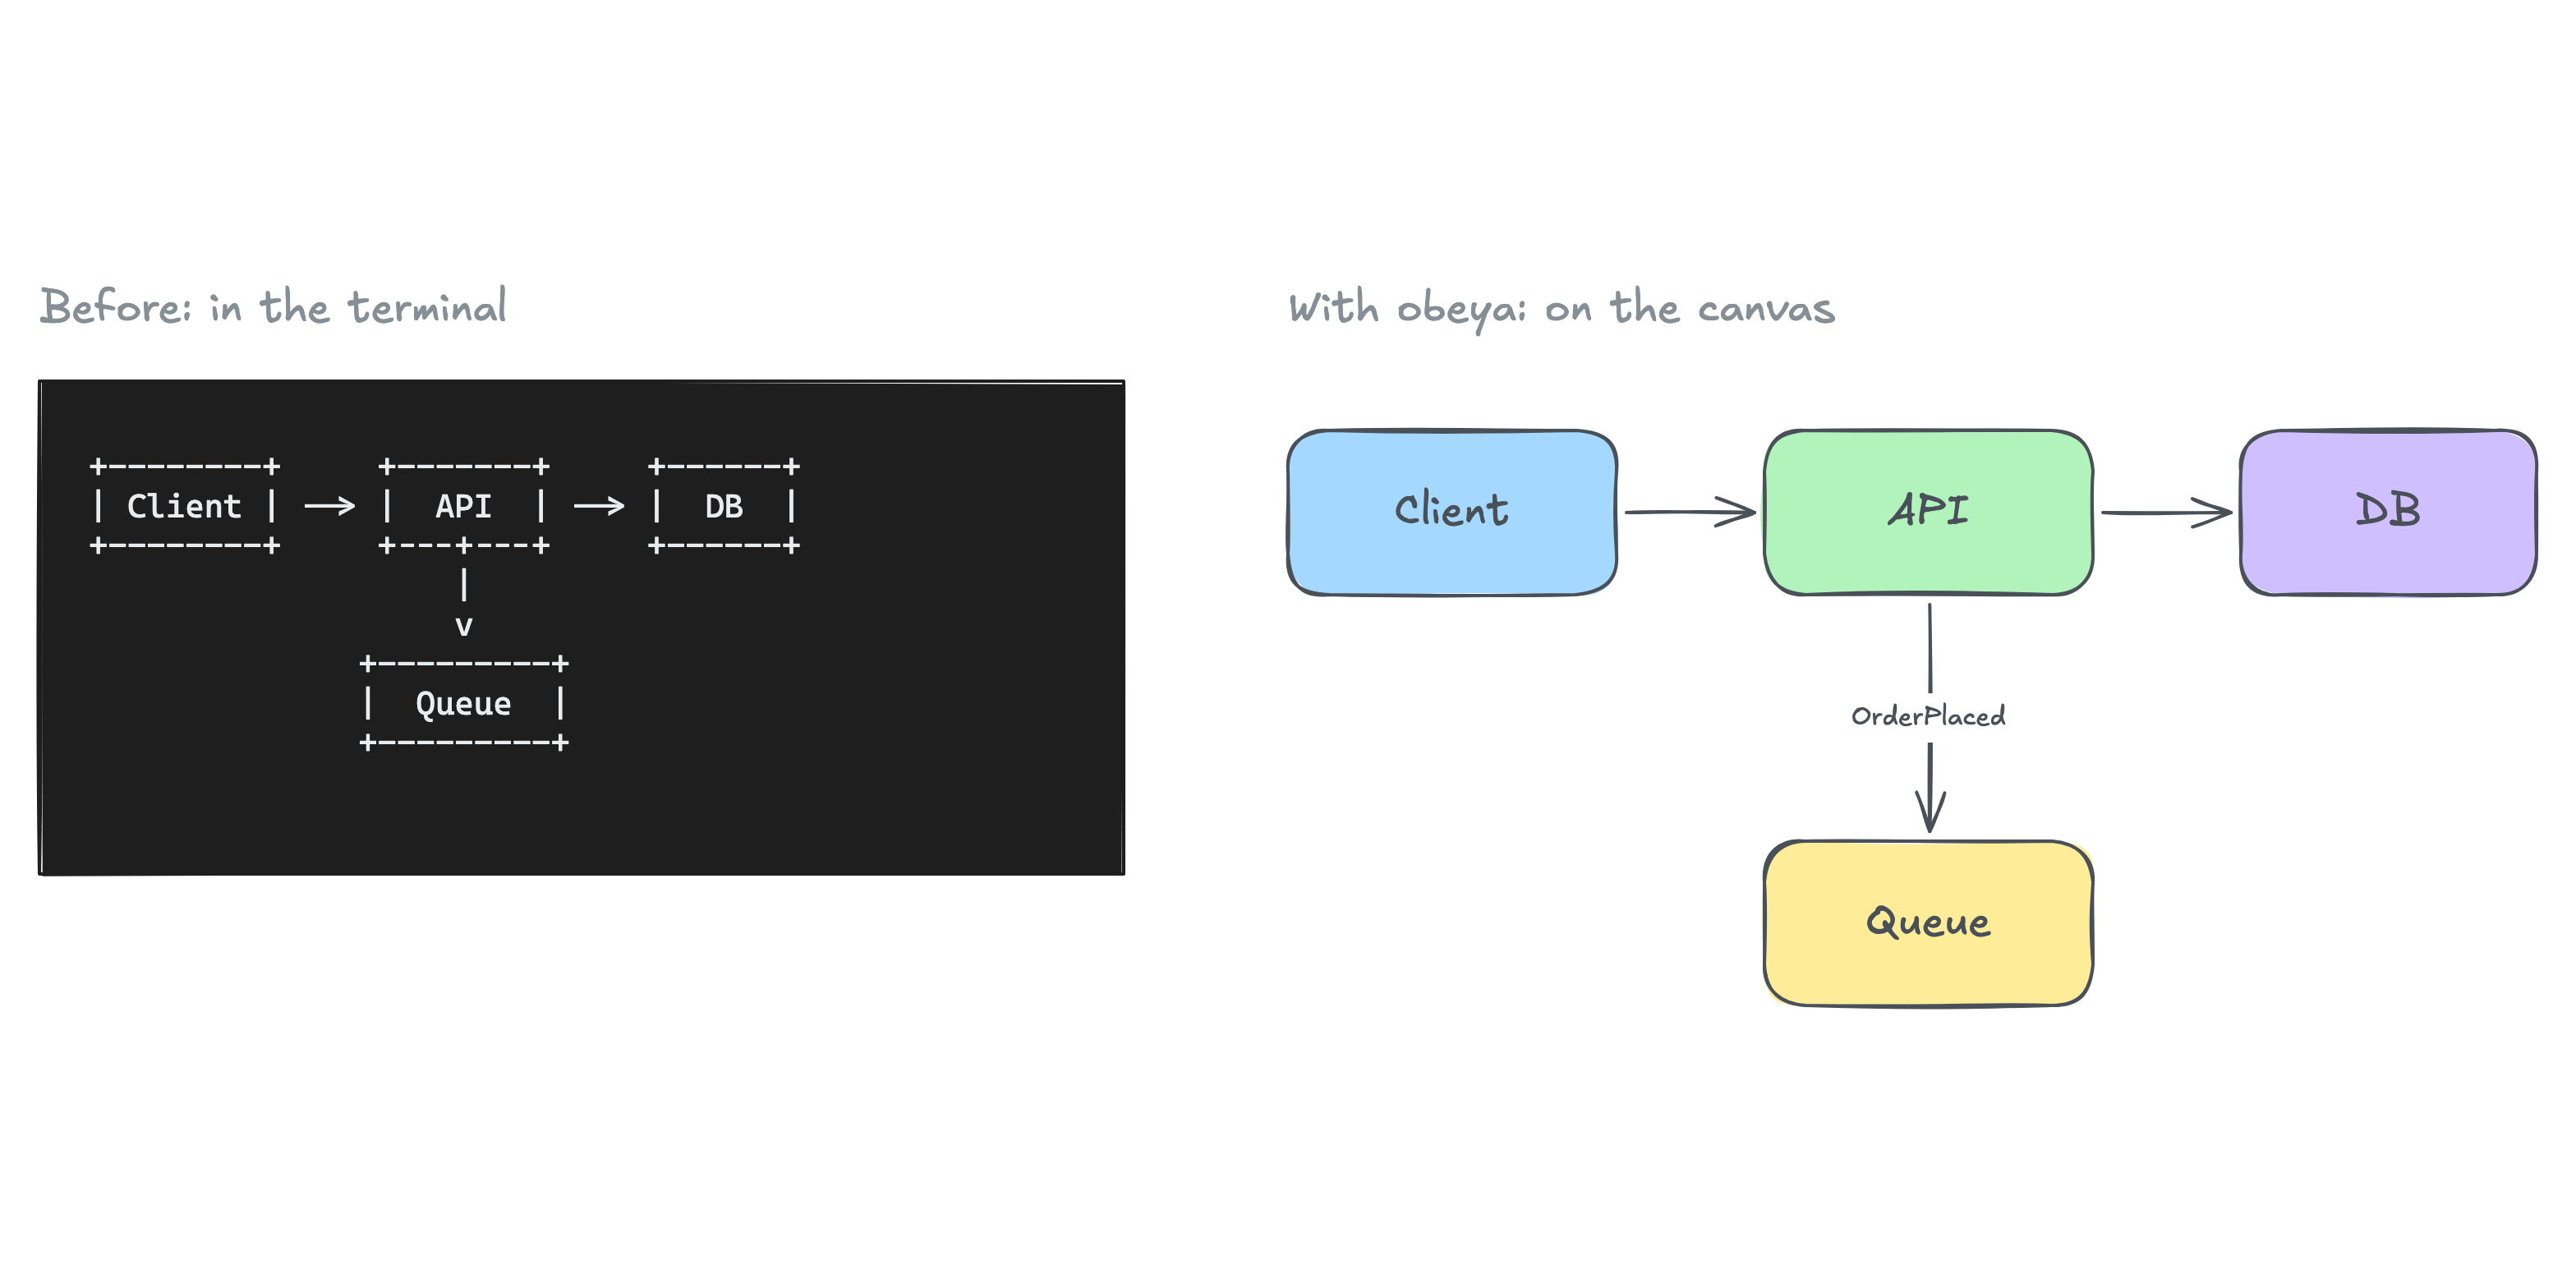 Before: in the terminal
+---------+     +--------+     +-------+
| Client | —> |  API  | —> |  DB  |
+---------+     +---+----+     +-------+
|
v
+----------+
|  Queue  |
+----------+
With obeya: on the canvas
Client
API
DB
OrderPlaced
Queue